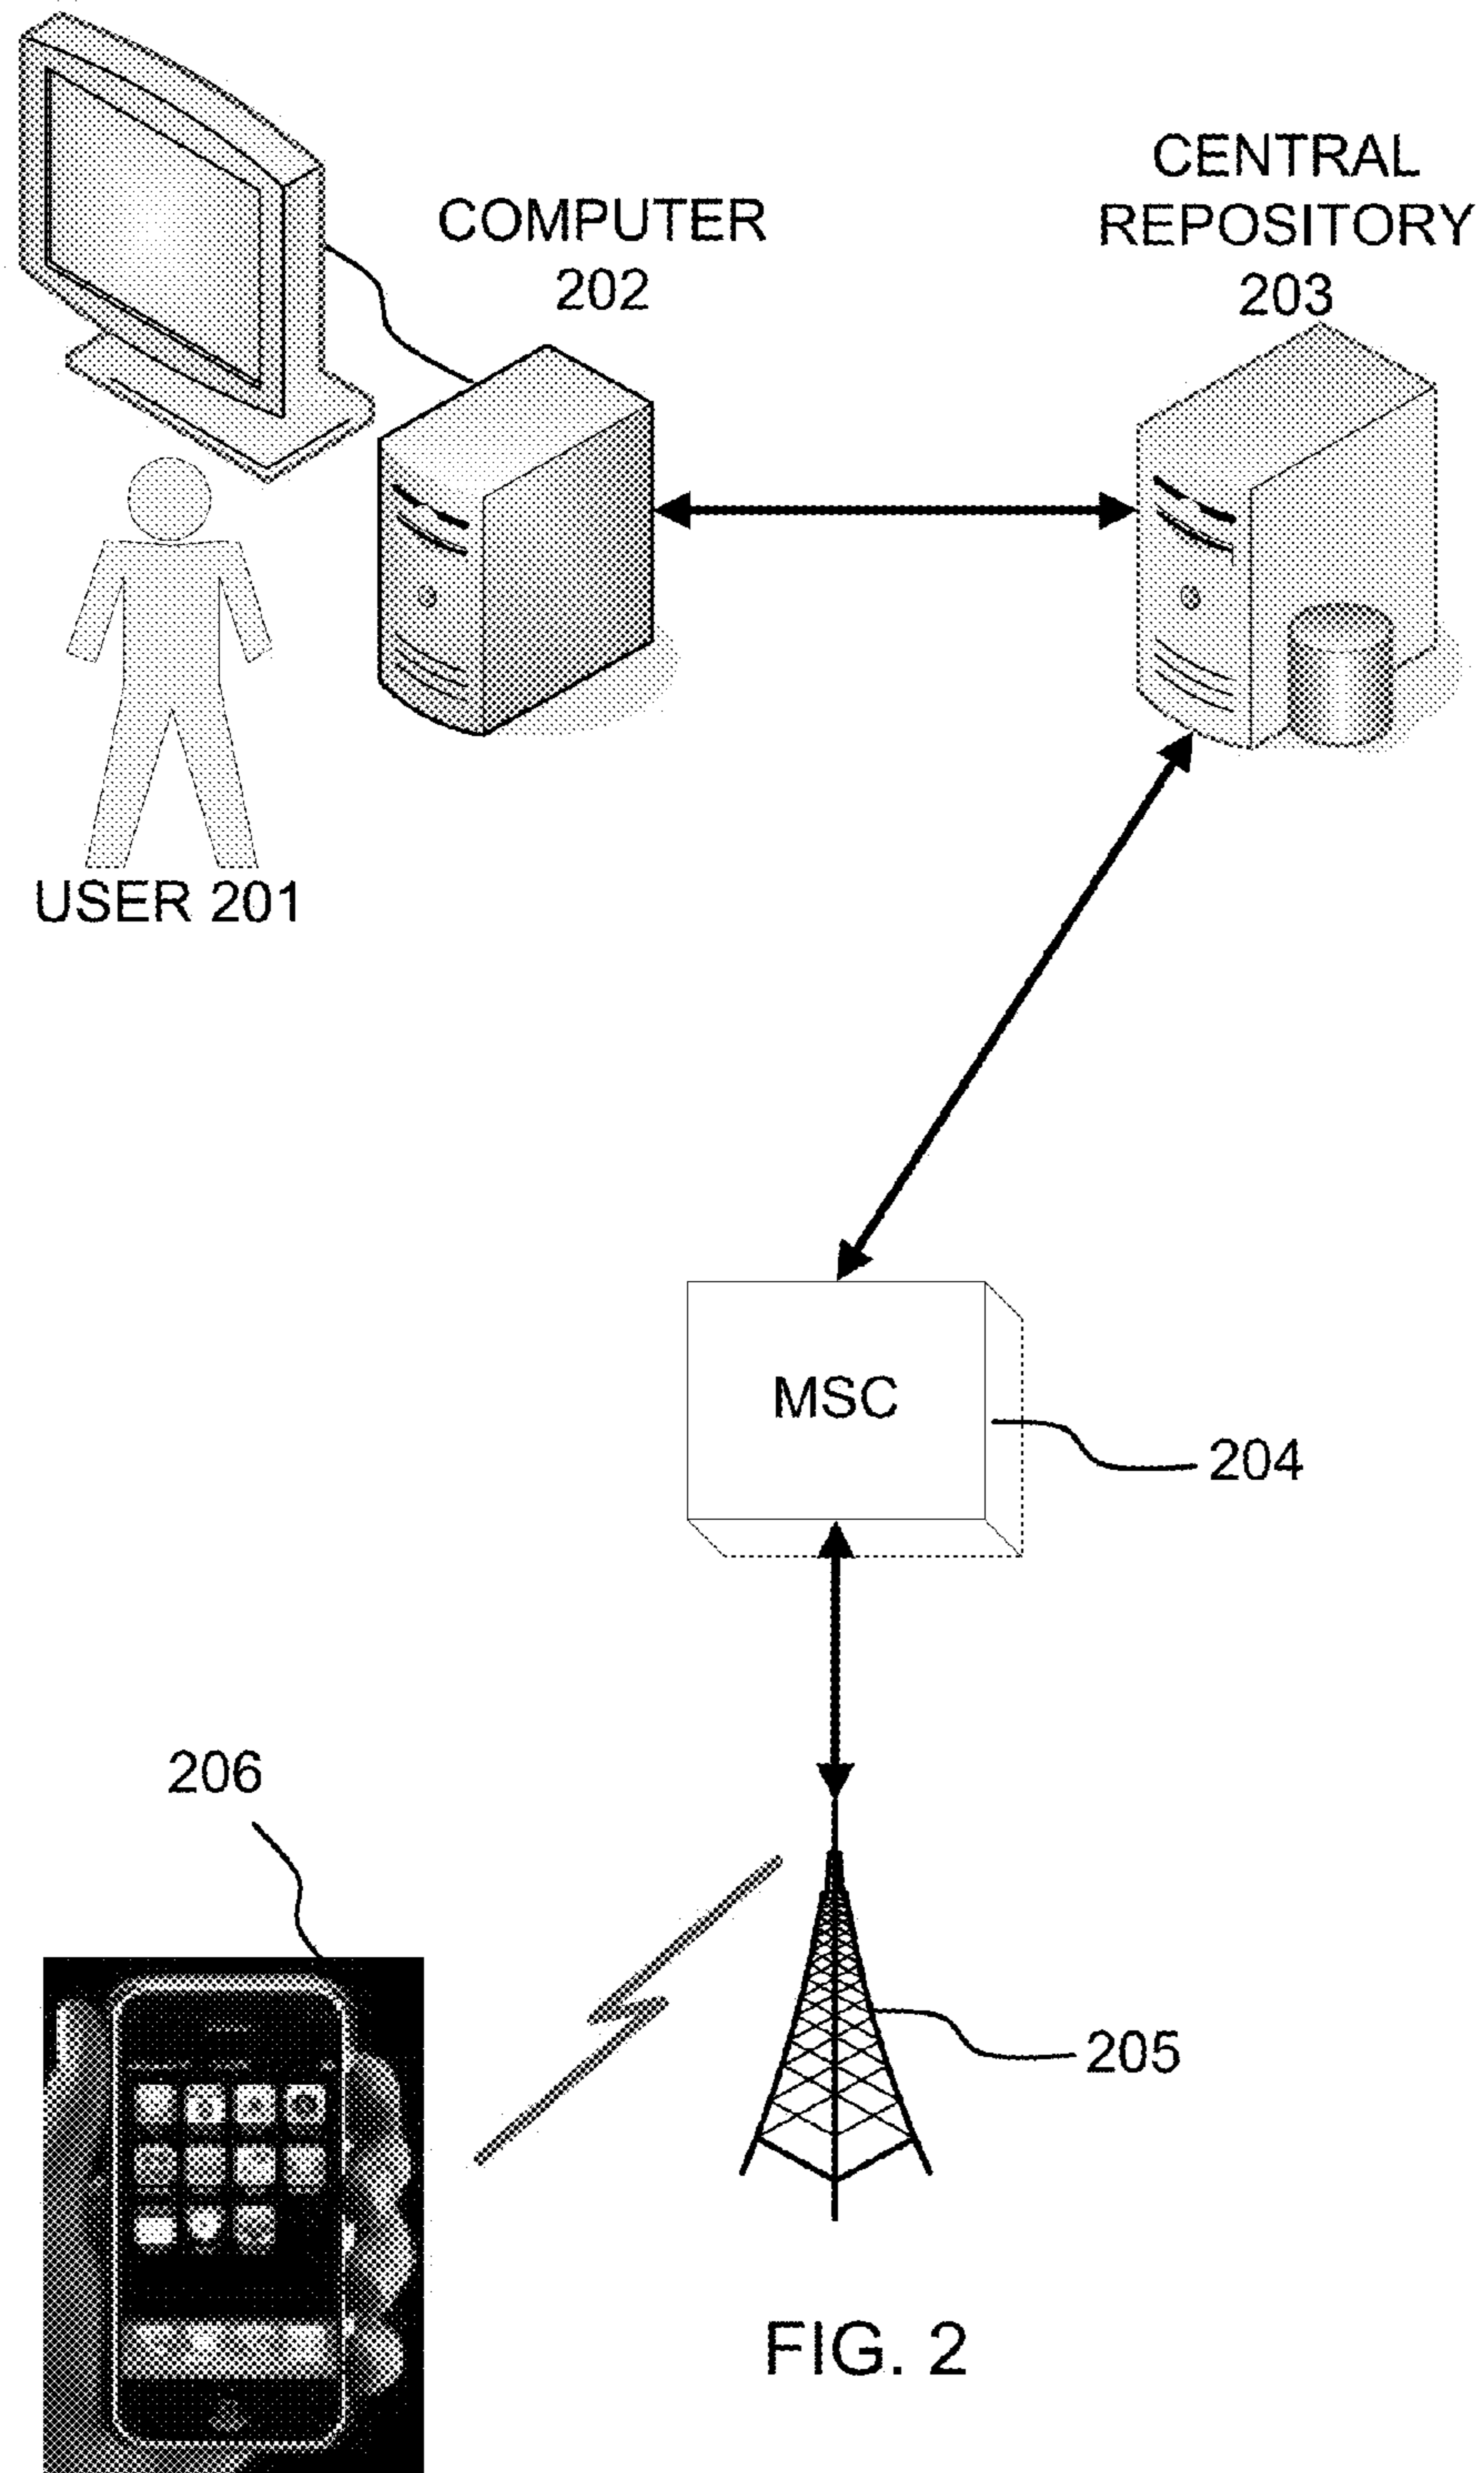 COMPUTER
202
CENTRAL
REPOSITORY
203
USER 201
MSC
204
206
205
FIG. 2